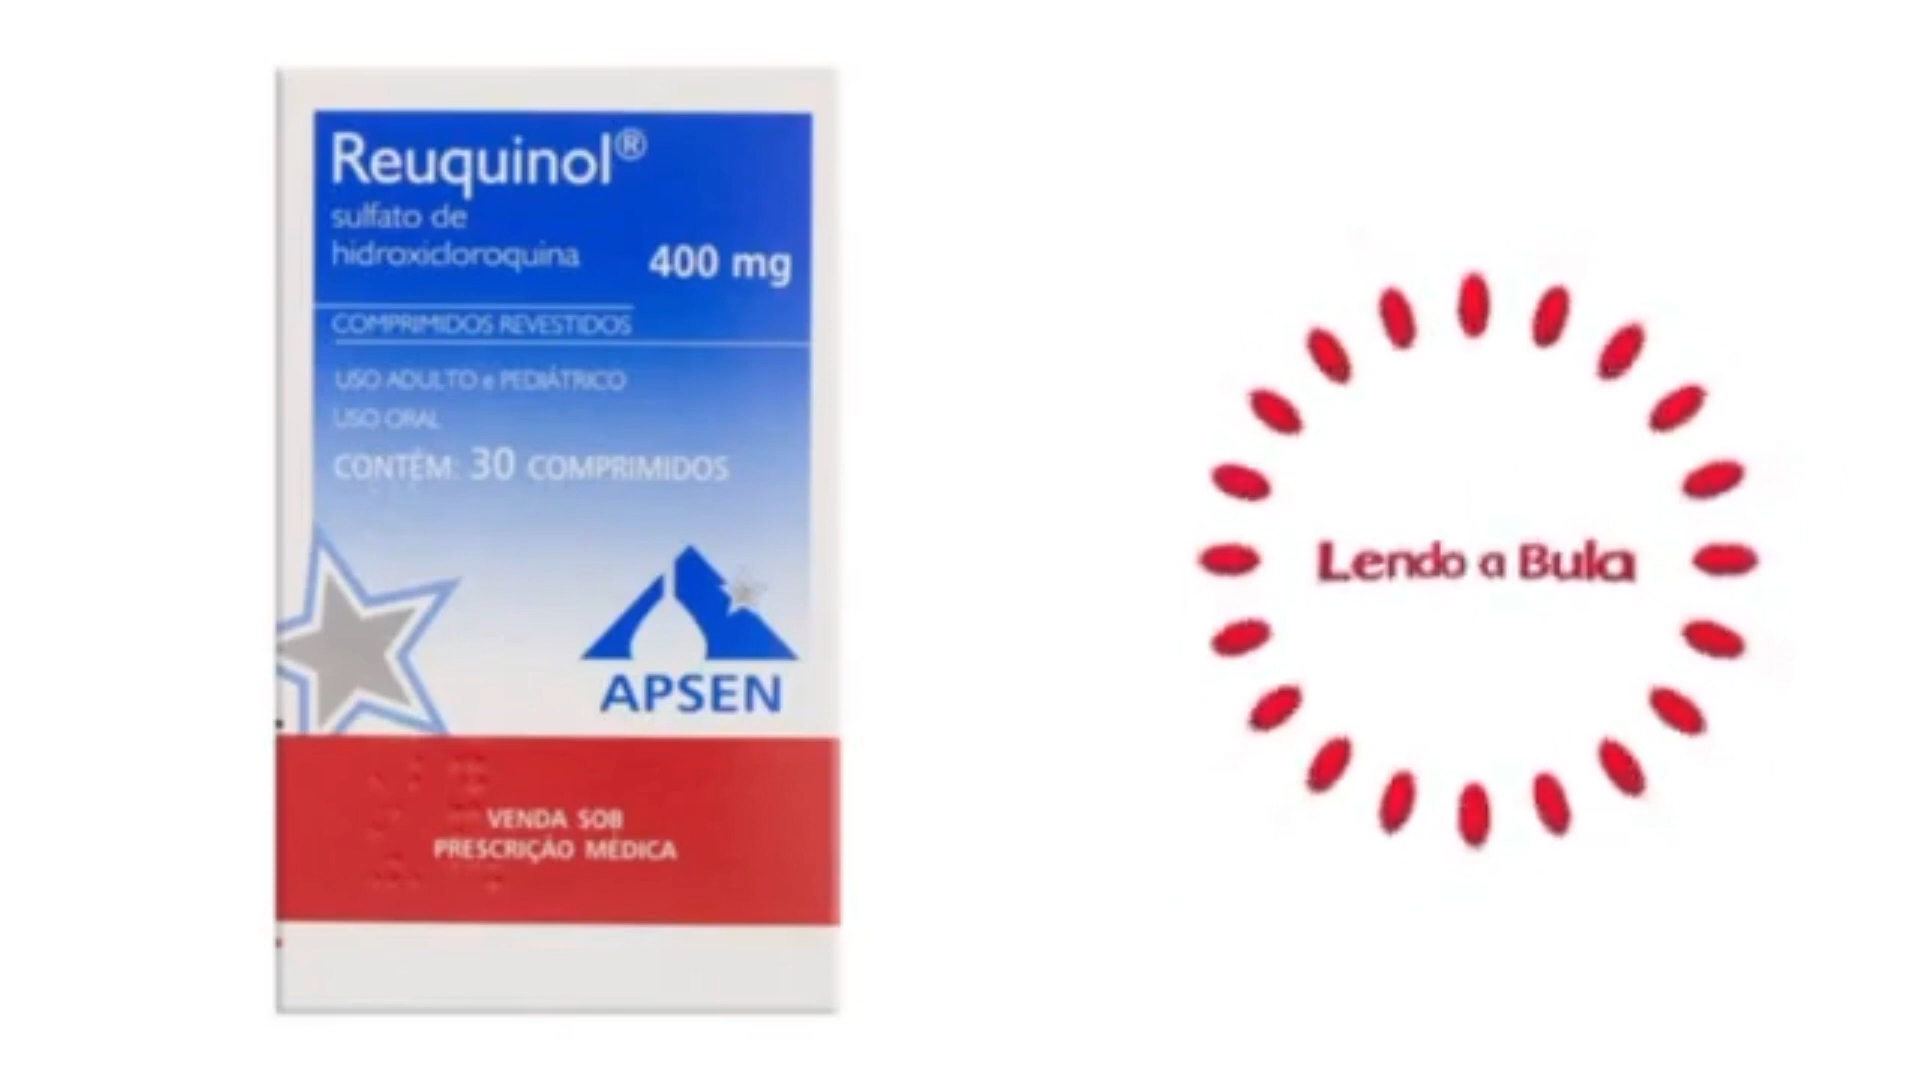 Reuquinol®
sulfato de
hidroxicloroquina
400 mg
COMPRIMIDOS REVESTIDOS
USO ADULTO e PEDIÁTRICO
USO ORAL
CONTÉM: 30 COMPRIMIDOS
APSEN
VENDA SOB
PRESCRIÇÃO MÉDICA
Lendo a Bula